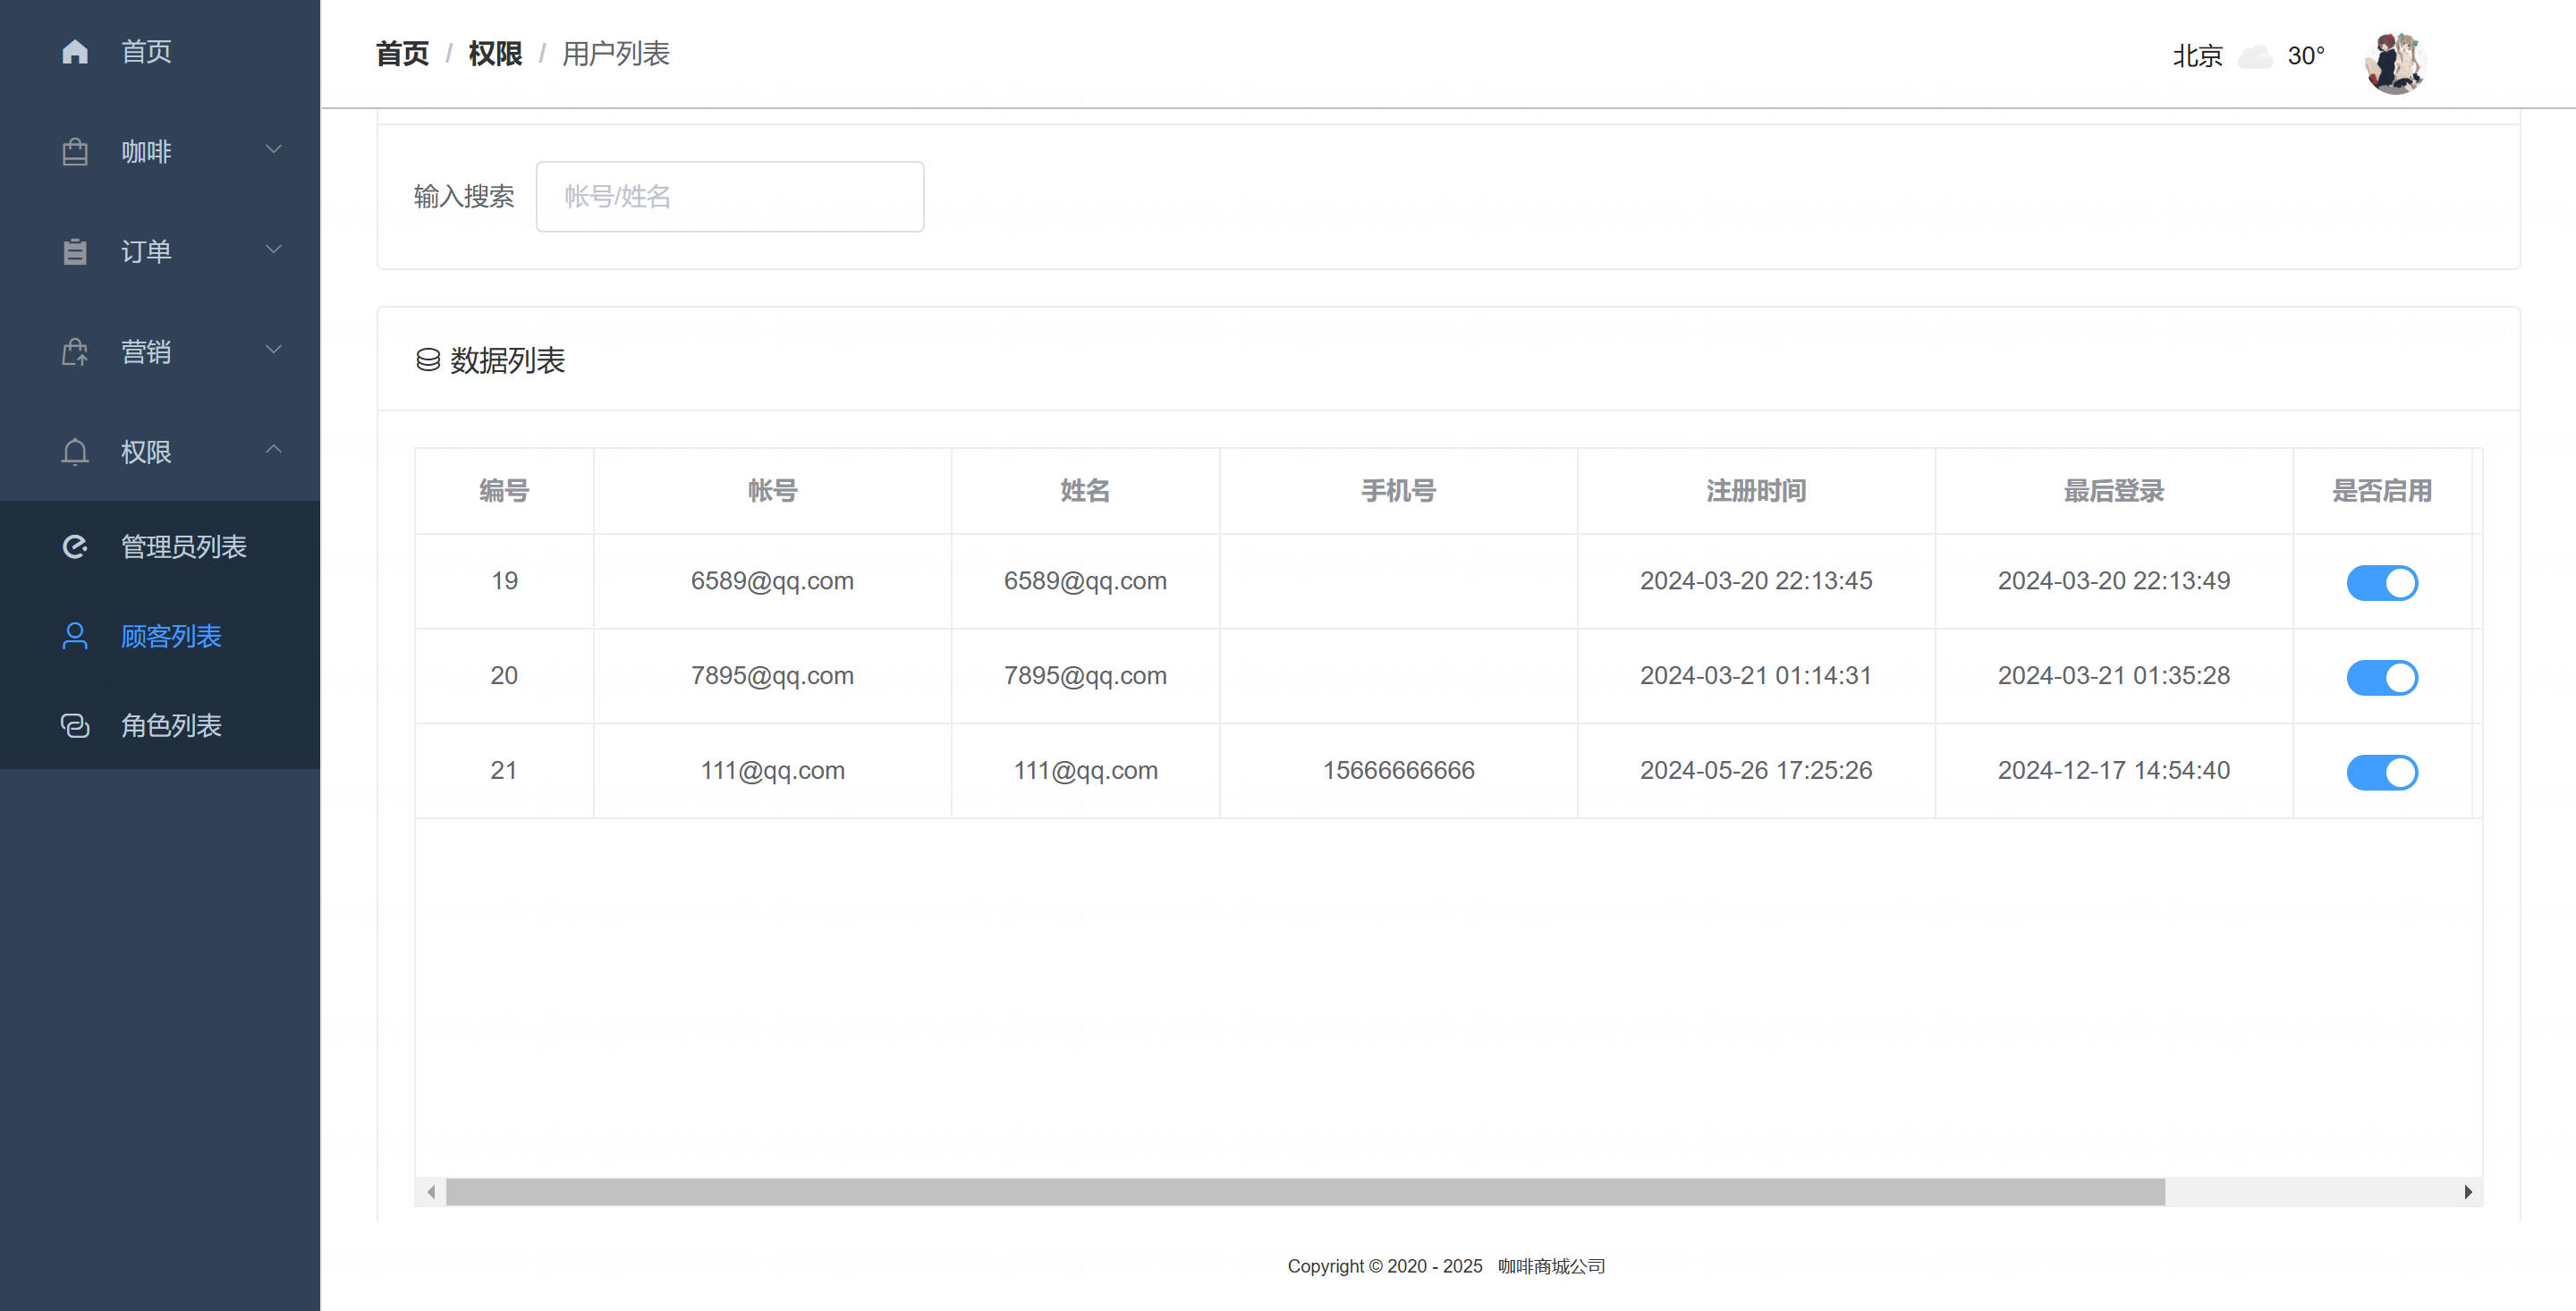 首页
咖啡
订单
营销
权限
管理员列表
顾客列表
角色列表
首页 / 权限 / 用户列表
北京 30°
输入搜索 帐号/姓名
数据列表
编号 帐号 姓名 手机号 注册时间 最后登录 是否启用
19 6589@qq.com 6589@qq.com 2024-03-20 22:13:45 2024-03-20 22:13:49
20 7895@qq.com 7895@qq.com 2024-03-21 01:14:31 2024-03-21 01:35:28
21 111@qq.com 111@qq.com 15666666666 2024-05-26 17:25:26 2024-12-17 14:54:40
Copyright © 2020 - 2025 咖啡商城公司